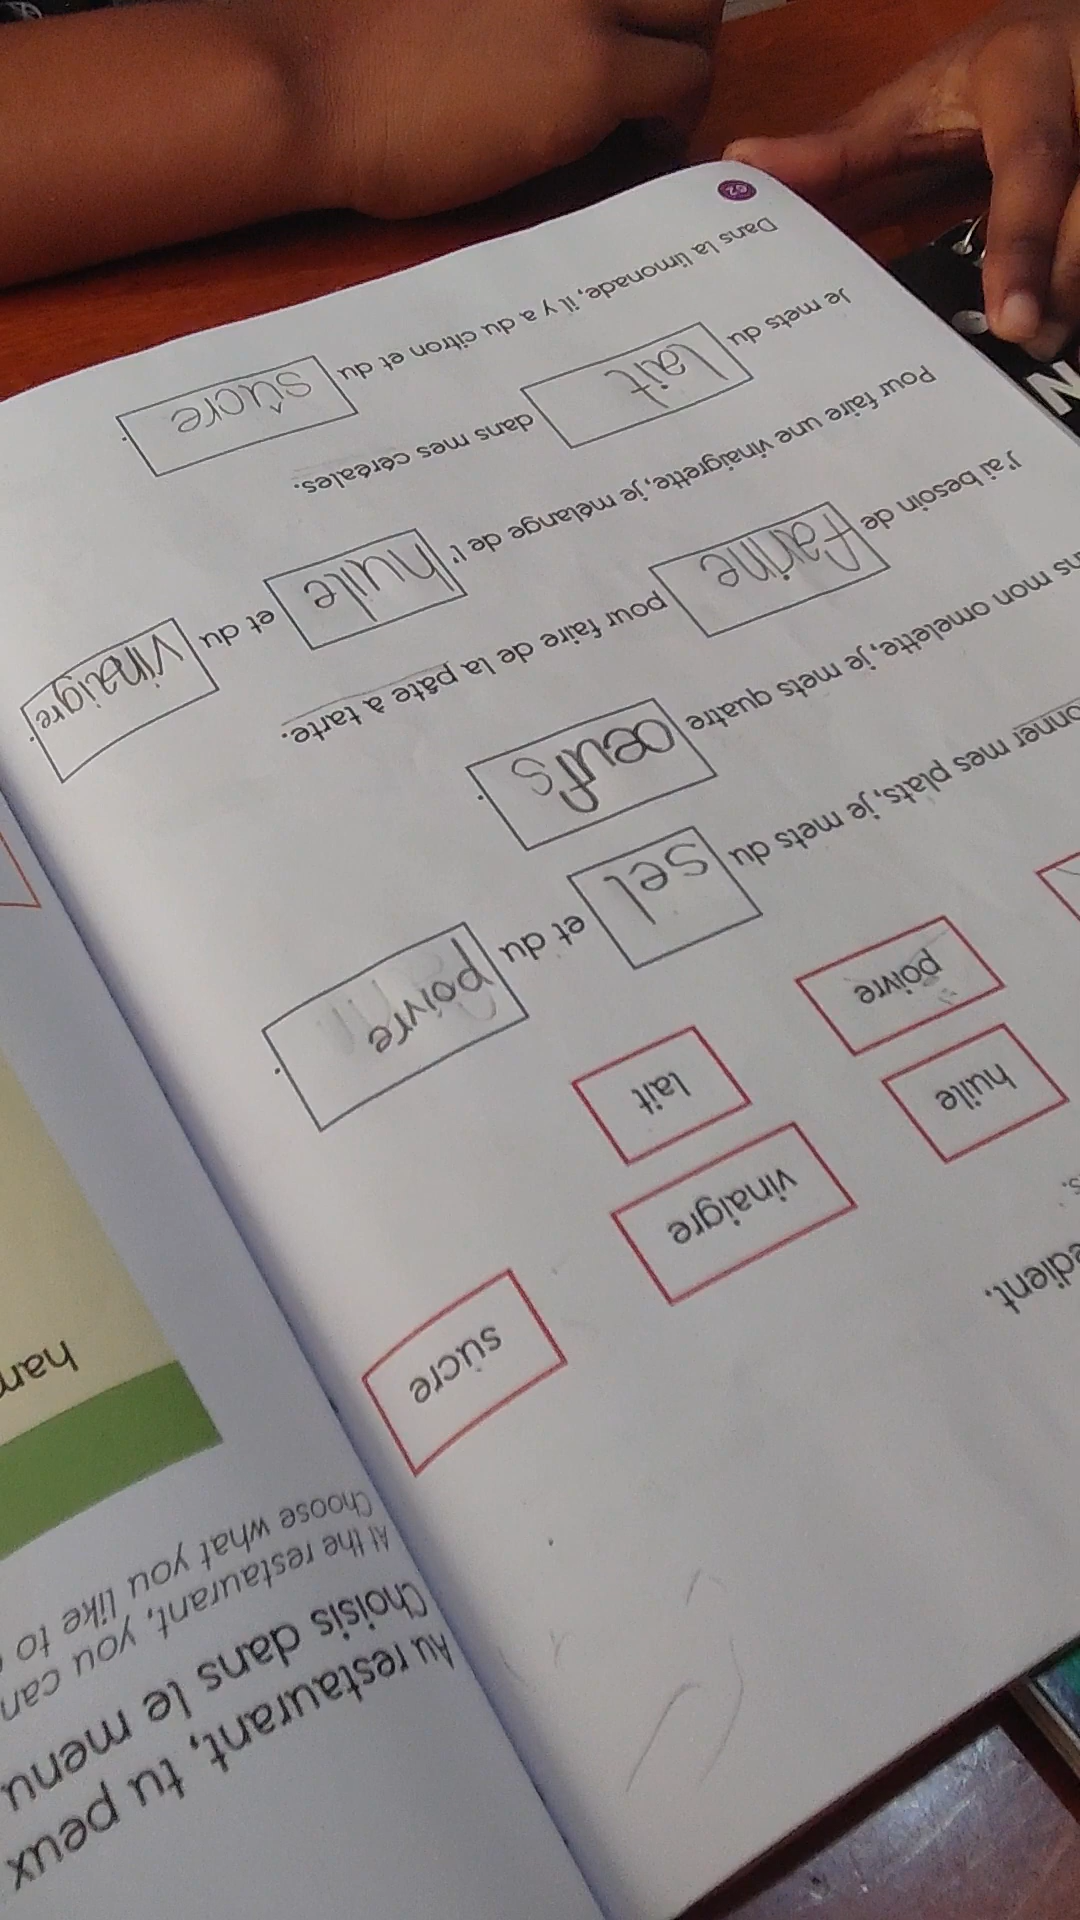 edient.
s.
sucre
vinaigre
huile
lait
poivre
onner mes plats, je mets du sel et du poivre.
ns mon omelette, je mets quatre œufs.
J'ai besoin de farine pour faire de la pâte à tarte.
Pour faire une vinaigrette, je mélange de l'huile et du vinaigre.
Je mets du lait dans mes céréales.
Dans la limonade, il y a du citron et du sûcre.
62
Au restaurant, tu peux
Choisis dans le menu
At the restaurant, you can
Choose what you like to
ham
N